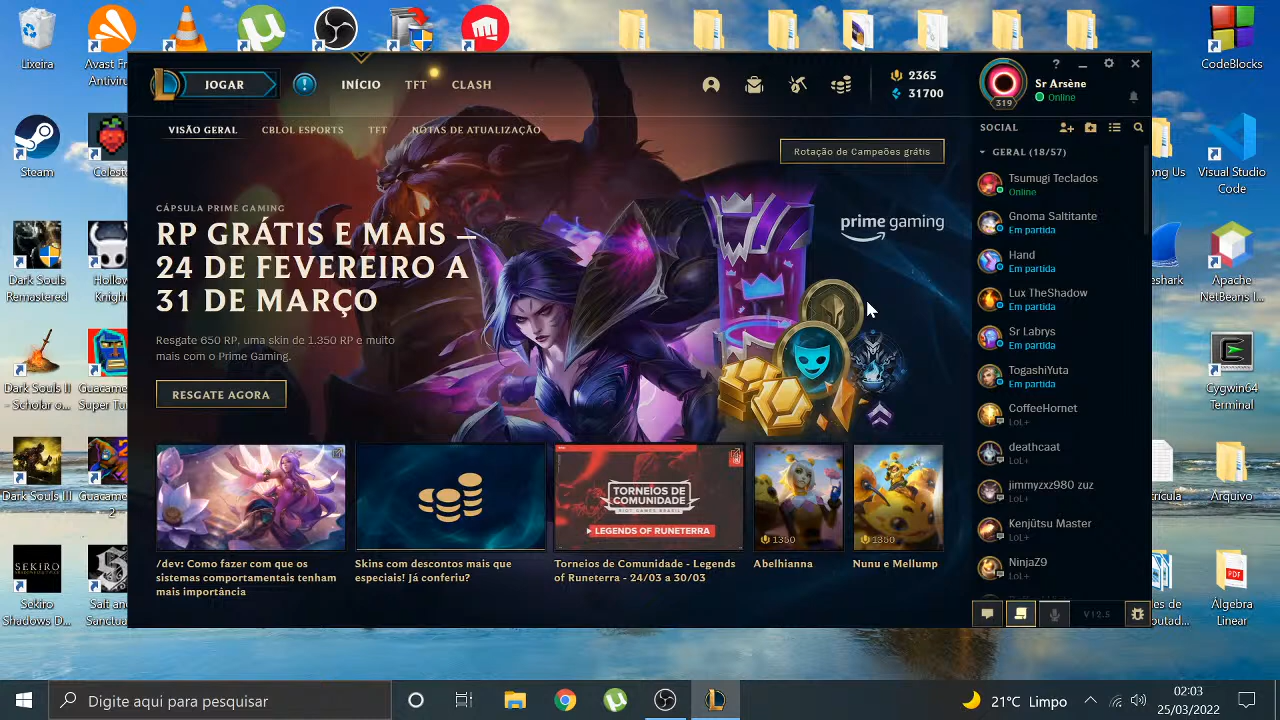 Lixeira
Avast Free
Antivirus
CodeBlocks
Steam
Celeste
Visual Studio
Code
Dark Souls
Remastered
Hollow
Knight
Apache
NetBeans I...
Dark Souls II
– Scholar o...
Guacamel
Super Tu
Cygwin64
Terminal
Dark Souls III
Guacame
2
Arquivo
SEKIRO
Sekiro
Shadows D...
Salt and
Sanctua
Álgebra
Linear
PDF
JOGAR
INÍCIO
TFT
CLASH
2365
31700
319
Sr Arsène
Online
VISÃO GERAL
CBLOL ESPORTS
TFT
NOTAS DE ATUALIZAÇÃO
Rotação de Campeões grátis
CÁPSULA PRIME GAMING
RP GRÁTIS E MAIS –
24 DE FEVEREIRO A
31 DE MARÇO
Resgate 650 RP, uma skin de 1.350 RP e muito
mais com o Prime Gaming.
RESGATE AGORA
prime gaming
TORNEIOS DE
COMUNIDADE
RIOT GAMES BRASIL
LEGENDS OF RUNETERRA
1350
1350
/dev: Como fazer com que os
sistemas comportamentais tenham
mais importância
Skins com descontos mais que
especiais! Já conferiu?
Torneios de Comunidade - Legends
of Runeterra - 24/03 a 30/03
Abelhianna
Nunu e Mellump
SOCIAL
GERAL (18/57)
Tsumugi Teclados
Online
Gnoma Saltitante
Em partida
Hand
Em partida
Lux TheShadow
Em partida
Sr Labrys
Em partida
TogashiYuta
Em partida
CoffeeHornet
LoL+
deathcaat
LoL+
jimmyzxz980 zuz
LoL+
Kenjūtsu Master
LoL+
NinjaZ9
LoL+
V12.5
Digite aqui para pesquisar
21°C Limpo
02:03
25/03/2022